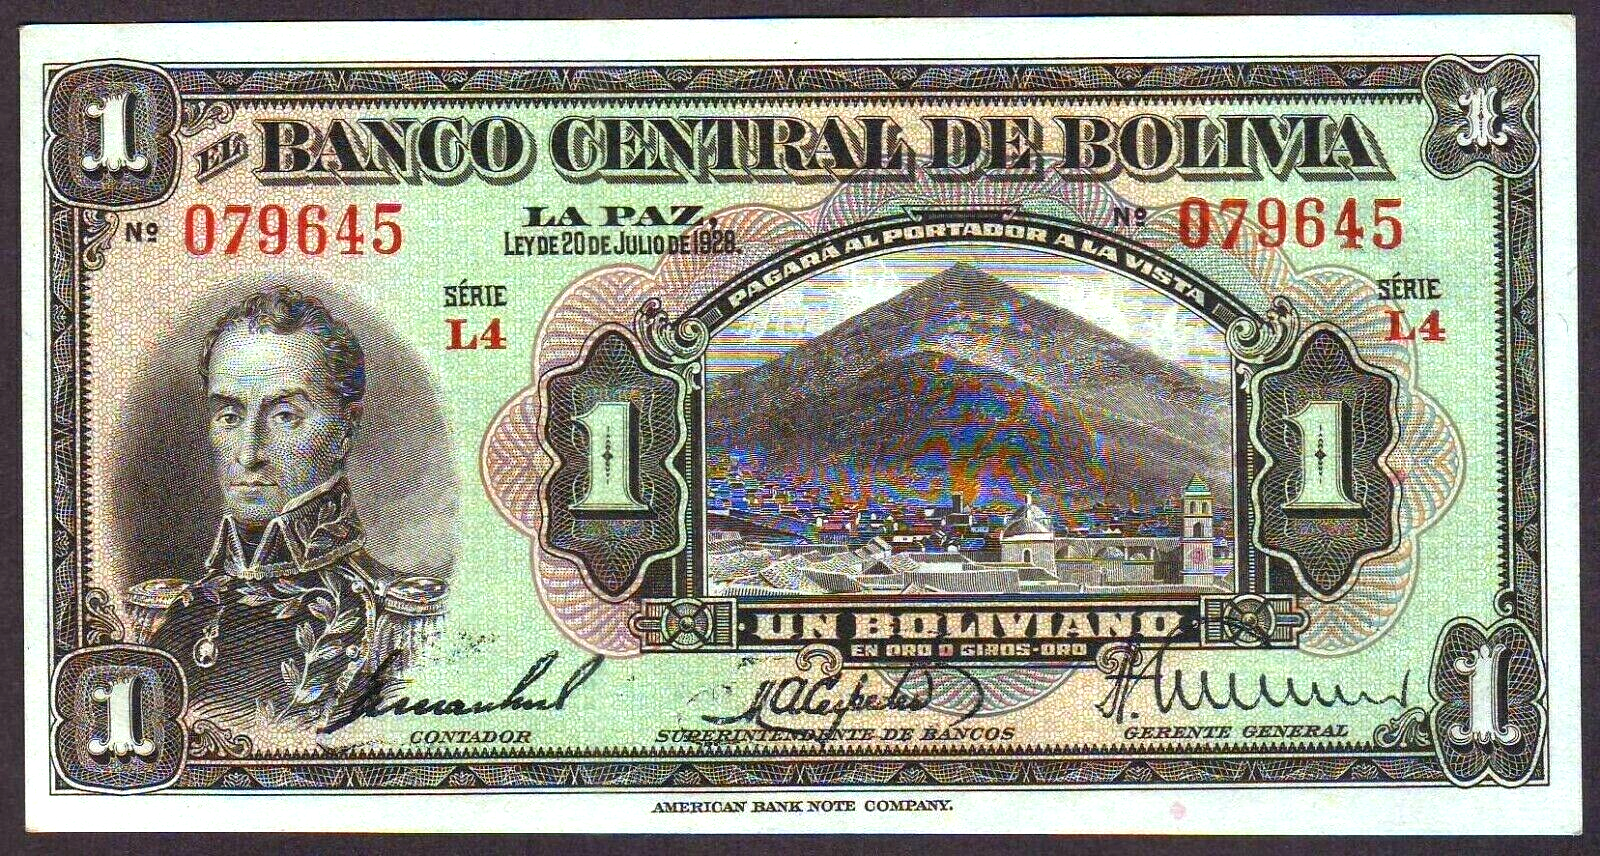 1
1
EL BANCO CENTRAL DE BOLIVIA
Nº 079645
LA PAZ,
LEY DE 20 DE JULIO DE 1928.
Nº 079645
SÉRIE
L4
SÉRIE
L4
PAGARÁ AL PORTADOR A LA VISTA
1
1
UN BOLIVIANO
EN ORO O GIROS-ORO
CONTADOR
SUPERINTENDENTE DE BANCOS
GERENTE GENERAL
1
1
AMERICAN BANK NOTE COMPANY.